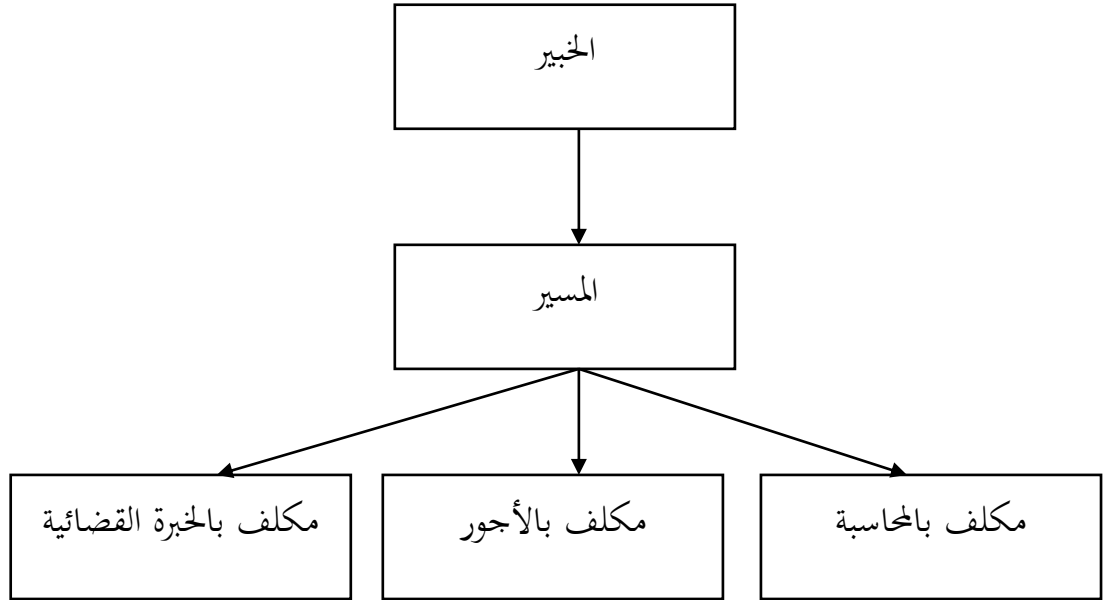 الخبير
المسير
مكلف بالمحاسبة
مكلف بالأجور
مكلف بالخبرة القضائية